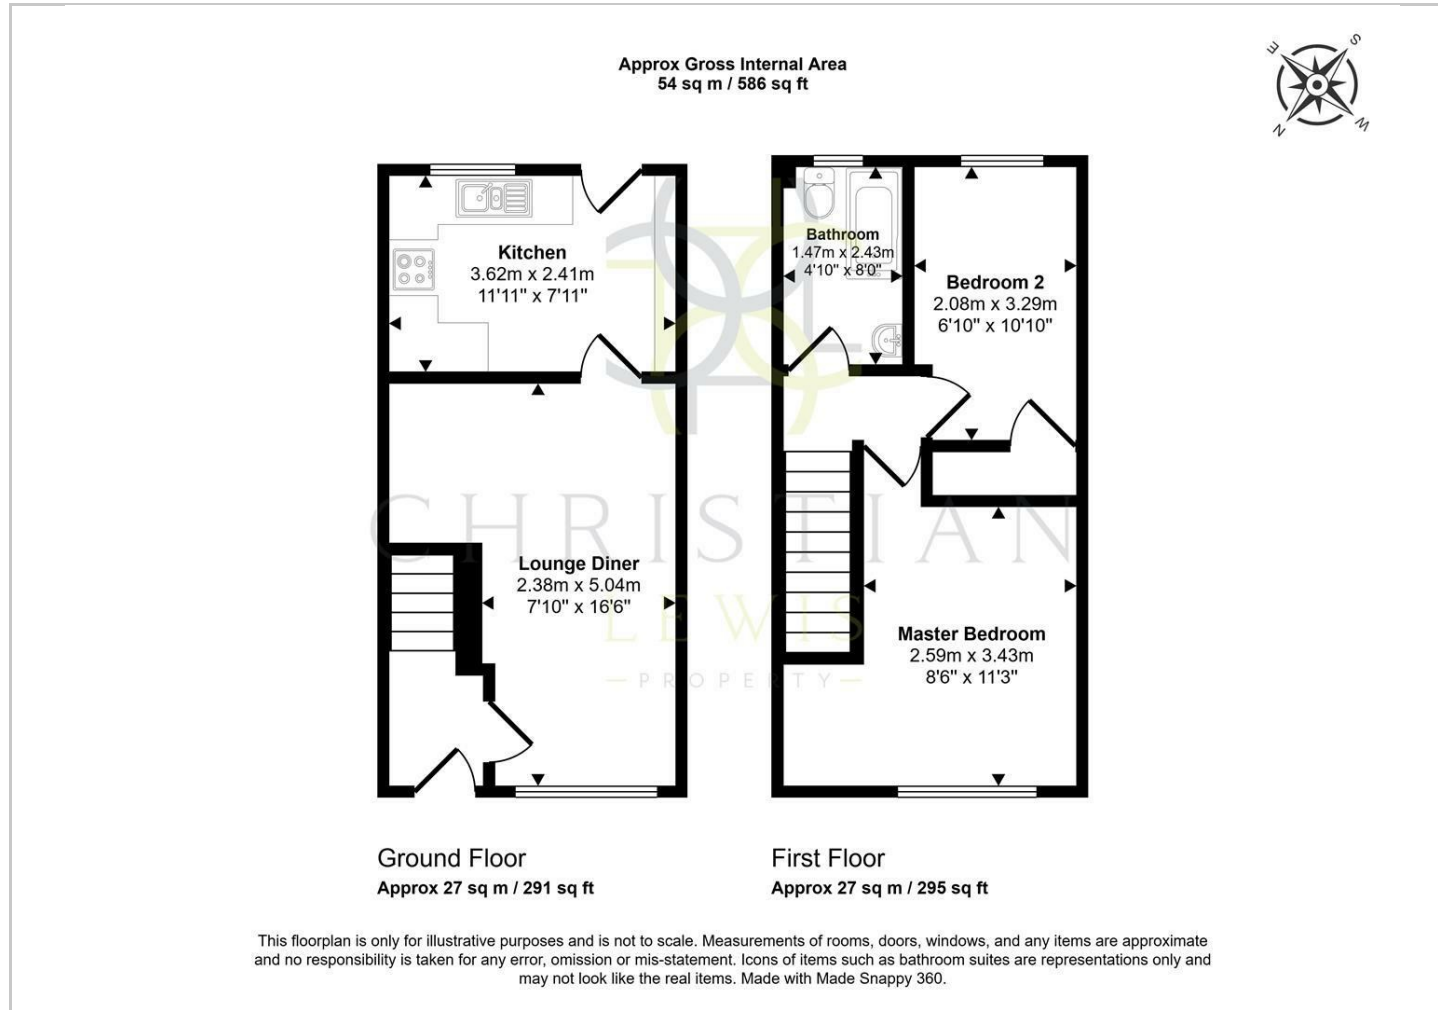 Approx Gross Internal Area
54 sq m / 586 sq ft
E
S
N
W
Kitchen
3.62m x 2.41m
11'11" x 7'11"
Lounge Diner
2.38m x 5.04m
7'10" x 16'6"
Bathroom
1.47m x 2.43m
4'10" x 8'0"
Bedroom 2
2.08m x 3.29m
6'10" x 10'10"
Master Bedroom
2.59m x 3.43m
8'6" x 11'3"
CHRISTIAN
LEWIS
PROPERTY
Ground Floor
Approx 27 sq m / 291 sq ft
First Floor
Approx 27 sq m / 295 sq ft
This floorplan is only for illustrative purposes and is not to scale. Measurements of rooms, doors, windows, and any items are approximate
and no responsibility is taken for any error, omission or mis-statement. Icons of items such as bathroom suites are representations only and
may not look like the real items. Made with Made Snappy 360.